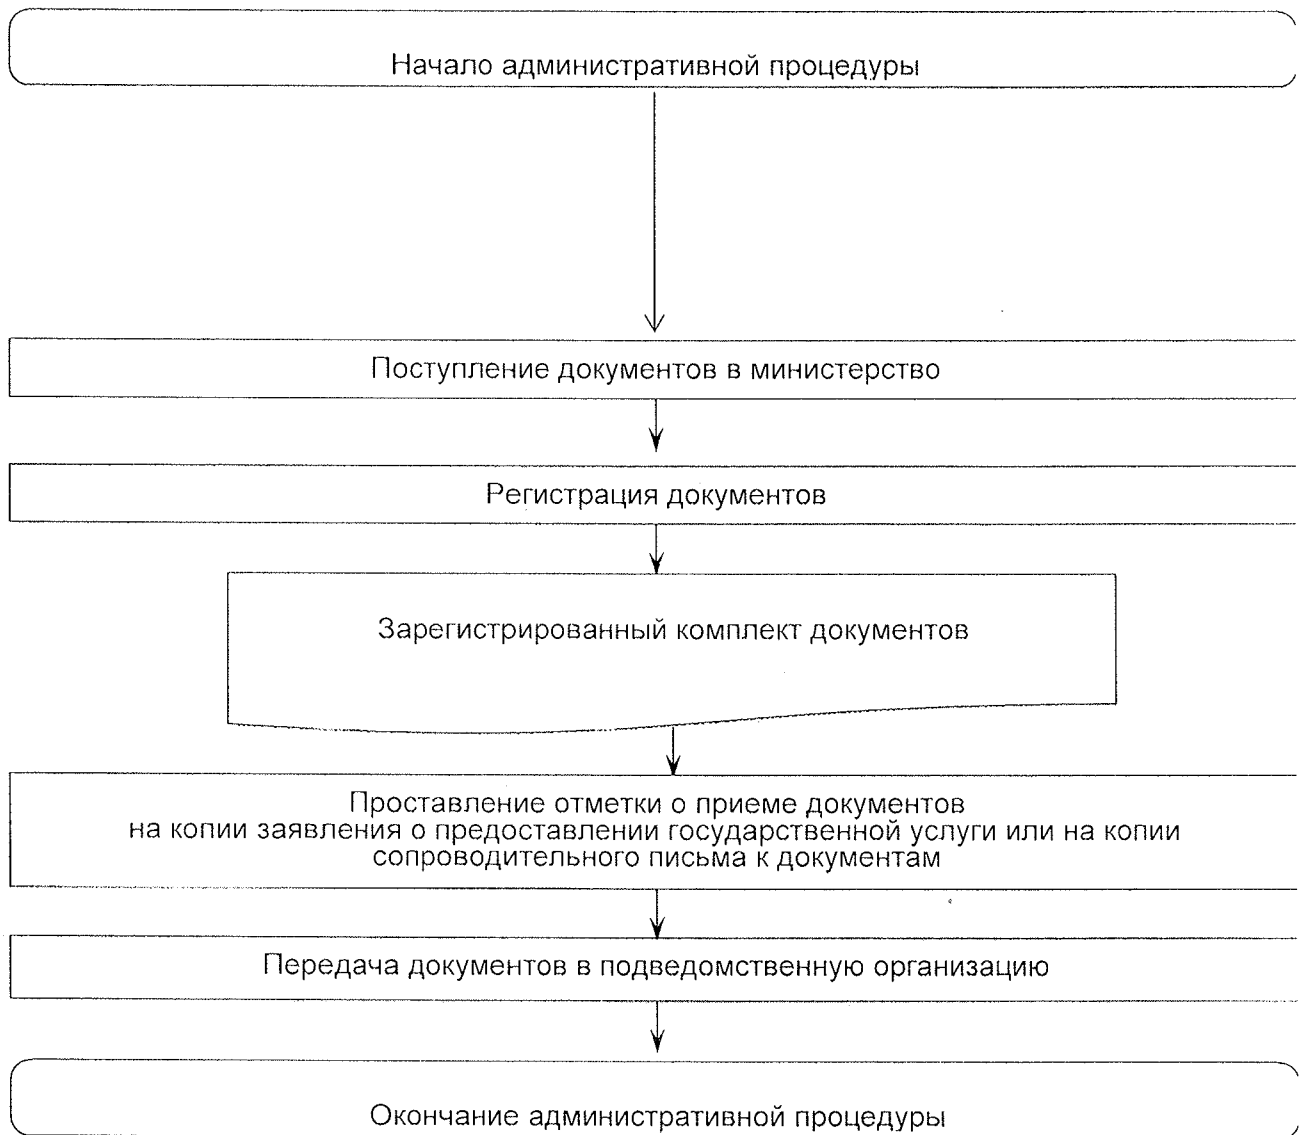 Начало административной процедуры
Поступление документов в министерство
Регистрация документов
Зарегистрированный комплект документов
Проставление отметки о приеме документов
на копии заявления о предоставлении государственной услуги или на копии
сопроводительного письма к документам
Передача документов в подведомственную организацию
Окончание административной процедуры